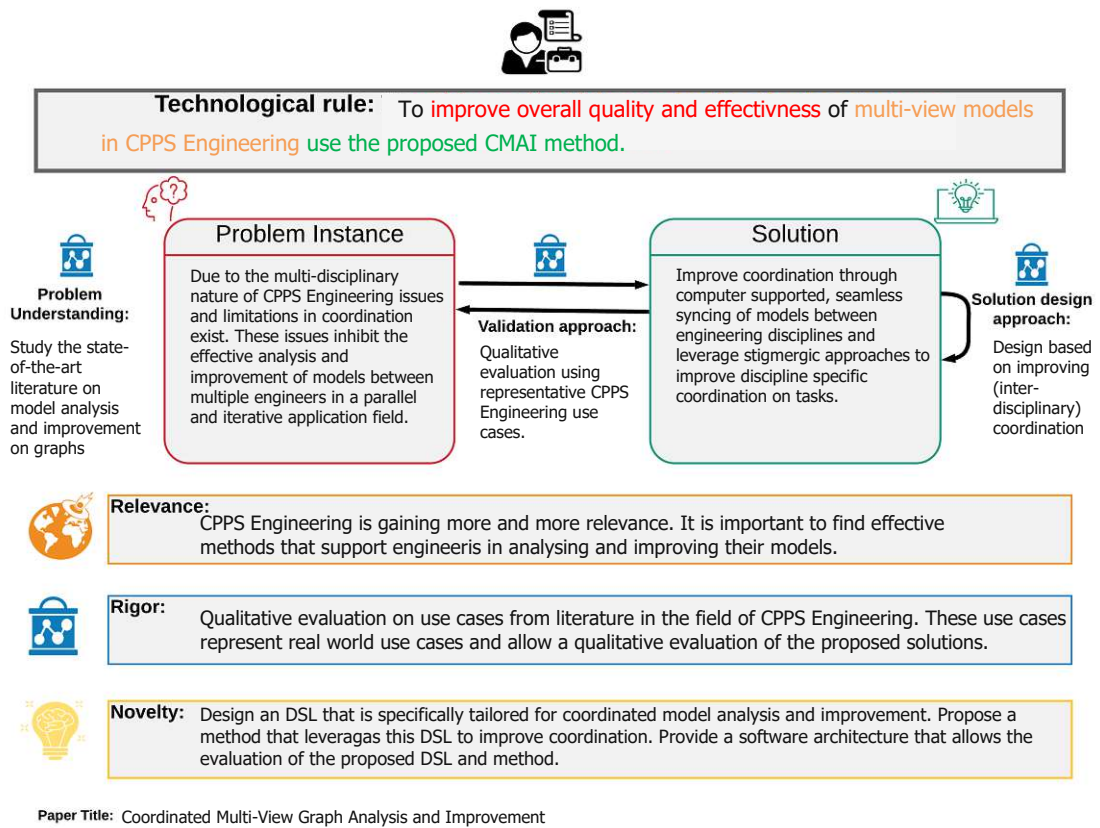 Technological rule: To improve overall quality and effectivness of multi-view models
in CPPS Engineering use the proposed CMAI method.
Problem
Understanding:
Study the state-
of-the-art
literature on
model analysis
and improvement
on graphs
Problem Instance
Due to the multi-disciplinary
nature of CPPS Engineering issues
and limitations in coordination
exist. These issues inhibit the
effective analysis and
improvement of models between
multiple engineers in a parallel
and iterative application field.
Validation approach:
Qualitative
evaluation using
representative CPPS
Engineering use
cases.
Solution
Improve coordination through
computer supported, seamless
syncing of models between
engineering disciplines and
leverage stigmergic approaches to
improve discipline specific
coordination on tasks.
Solution design
approach:
Design based
on improving
(inter-
disciplinary)
coordination
Relevance:
CPPS Engineering is gaining more and more relevance. It is important to find effective
methods that support engineeris in analysing and improving their models.
Rigor:
Qualitative evaluation on use cases from literature in the field of CPPS Engineering. These use cases
represent real world use cases and allow a qualitative evaluation of the proposed solutions.
Novelty: Design an DSL that is specifically tailored for coordinated model analysis and improvement. Propose a
method that leveragas this DSL to improve coordination. Provide a software architecture that allows the
evaluation of the proposed DSL and method.
Paper Title: Coordinated Multi-View Graph Analysis and Improvement